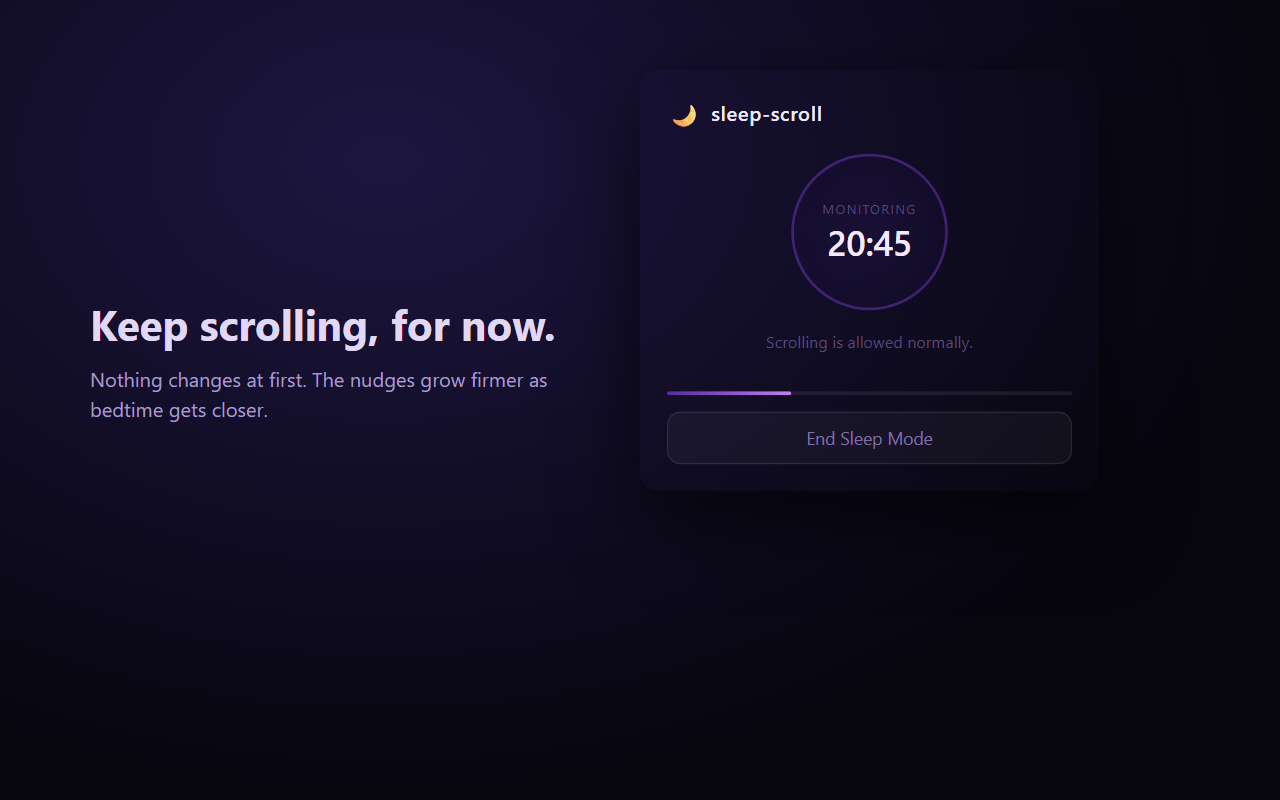 Keep scrolling, for now.
Nothing changes at first. The nudges grow firmer as
bedtime gets closer.
sleep-scroll
MONITORING
20:45
Scrolling is allowed normally.
End Sleep Mode